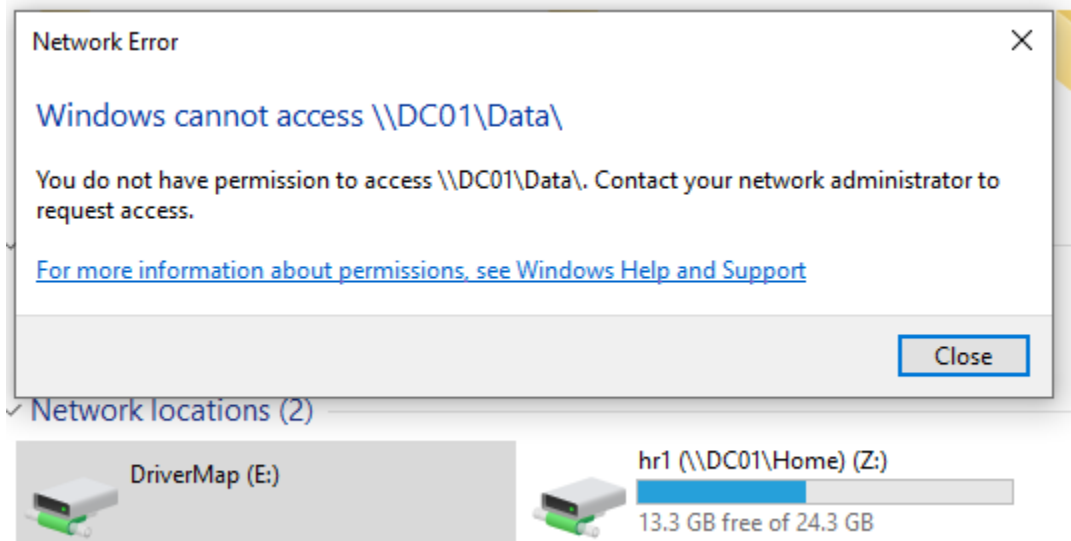 Network Error
Windows cannot access \\DC01\Data\
You do not have permission to access \\DC01\Data\. Contact your network administrator to
request access.
For more information about permissions, see Windows Help and Support
Close
Network locations (2)
DriverMap (E:)
hr1 (\\DC01\Home) (Z:)
13.3 GB free of 24.3 GB